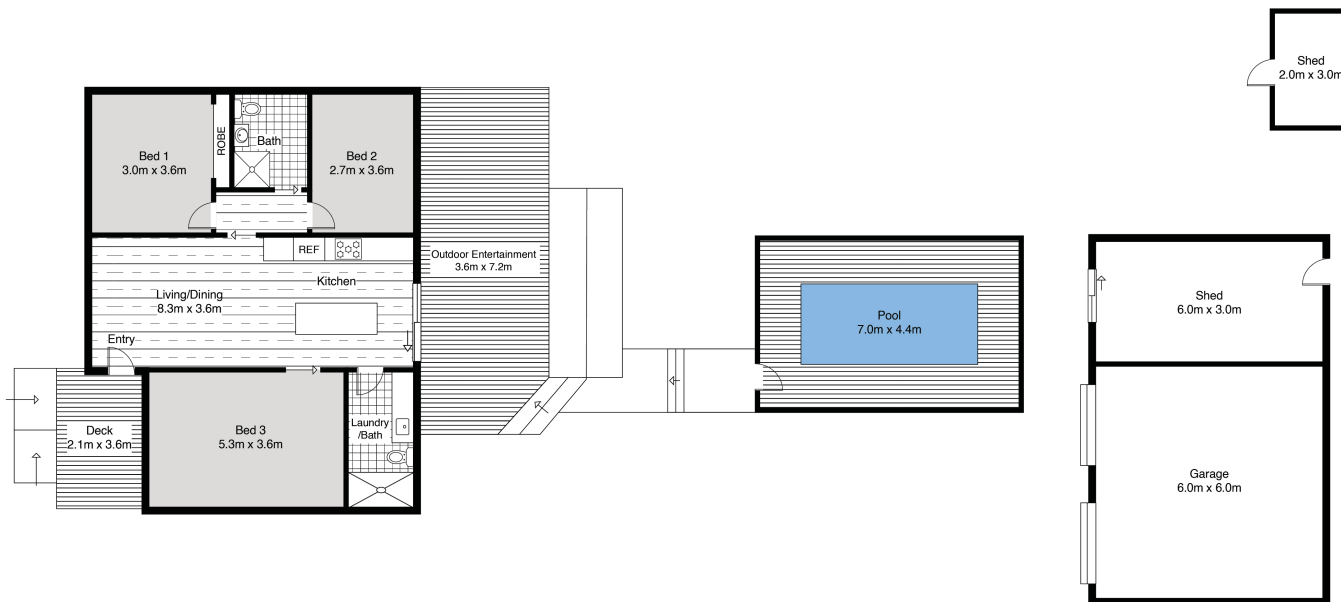 Shed
2.0m x 3.0m
Bed 1
3.0m x 3.6m
ROBE
Bath
Bed 2
2.7m x 3.6m
REF
Kitchen
Living/Dining
8.3m x 3.6m
Entry
Outdoor Entertainment
3.6m x 7.2m
Pool
7.0m x 4.4m
Shed
6.0m x 3.0m
Deck
2.1m x 3.6m
Bed 3
5.3m x 3.6m
Laundry
/Bath
Garage
6.0m x 6.0m